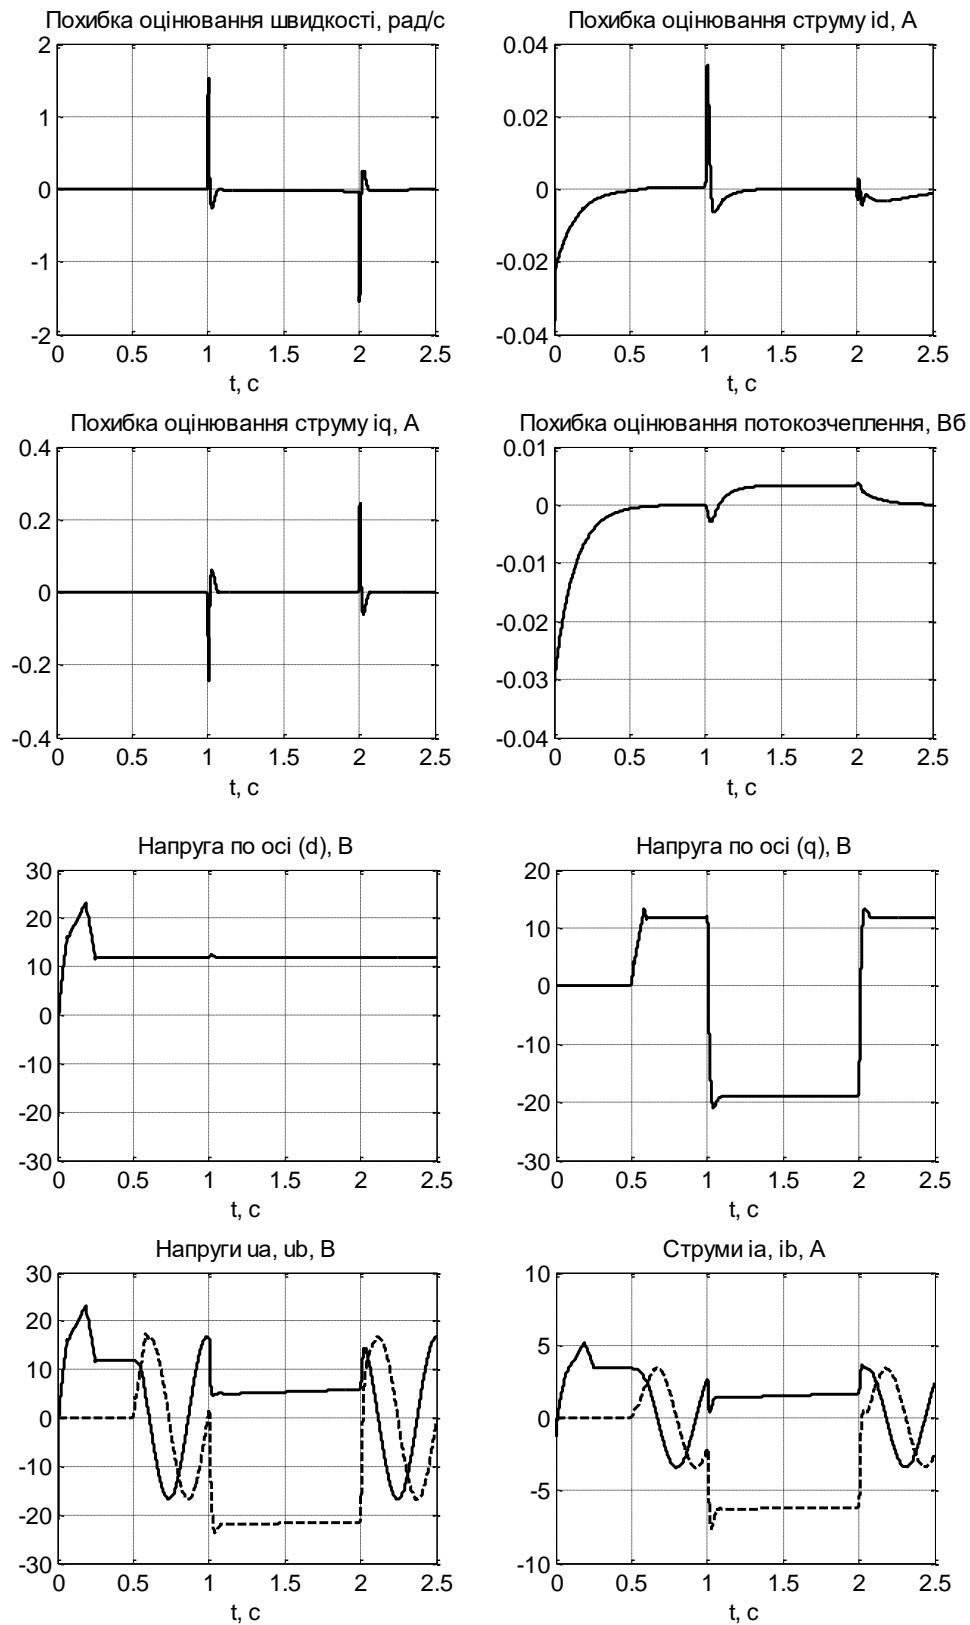 Похибка оцінювання швидкості, рад/с
2
1
0
-1
-2
0 0.5 1 1.5 2 2.5
t, с
Похибка оцінювання струму id, А
0.04
0.02
0
-0.02
-0.04
0 0.5 1 1.5 2 2.5
t, с
Похибка оцінювання струму iq, А
0.4
0.2
0
-0.2
-0.4
0 0.5 1 1.5 2 2.5
t, с
Похибка оцінювання потокозчеплення, Вб
0.01
0
-0.01
-0.02
-0.03
-0.04
0 0.5 1 1.5 2 2.5
t, с
Напруга по осі (d), В
30
20
10
0
-10
-20
-30
0 0.5 1 1.5 2 2.5
t, с
Напруга по осі (q), В
20
10
0
-10
-20
-30
0 0.5 1 1.5 2 2.5
t, с
Напруги ua, ub, В
30
20
10
0
-10
-20
-30
0 0.5 1 1.5 2 2.5
t, с
Струми ia, ib, А
10
5
0
-5
-10
0 0.5 1 1.5 2 2.5
t, с